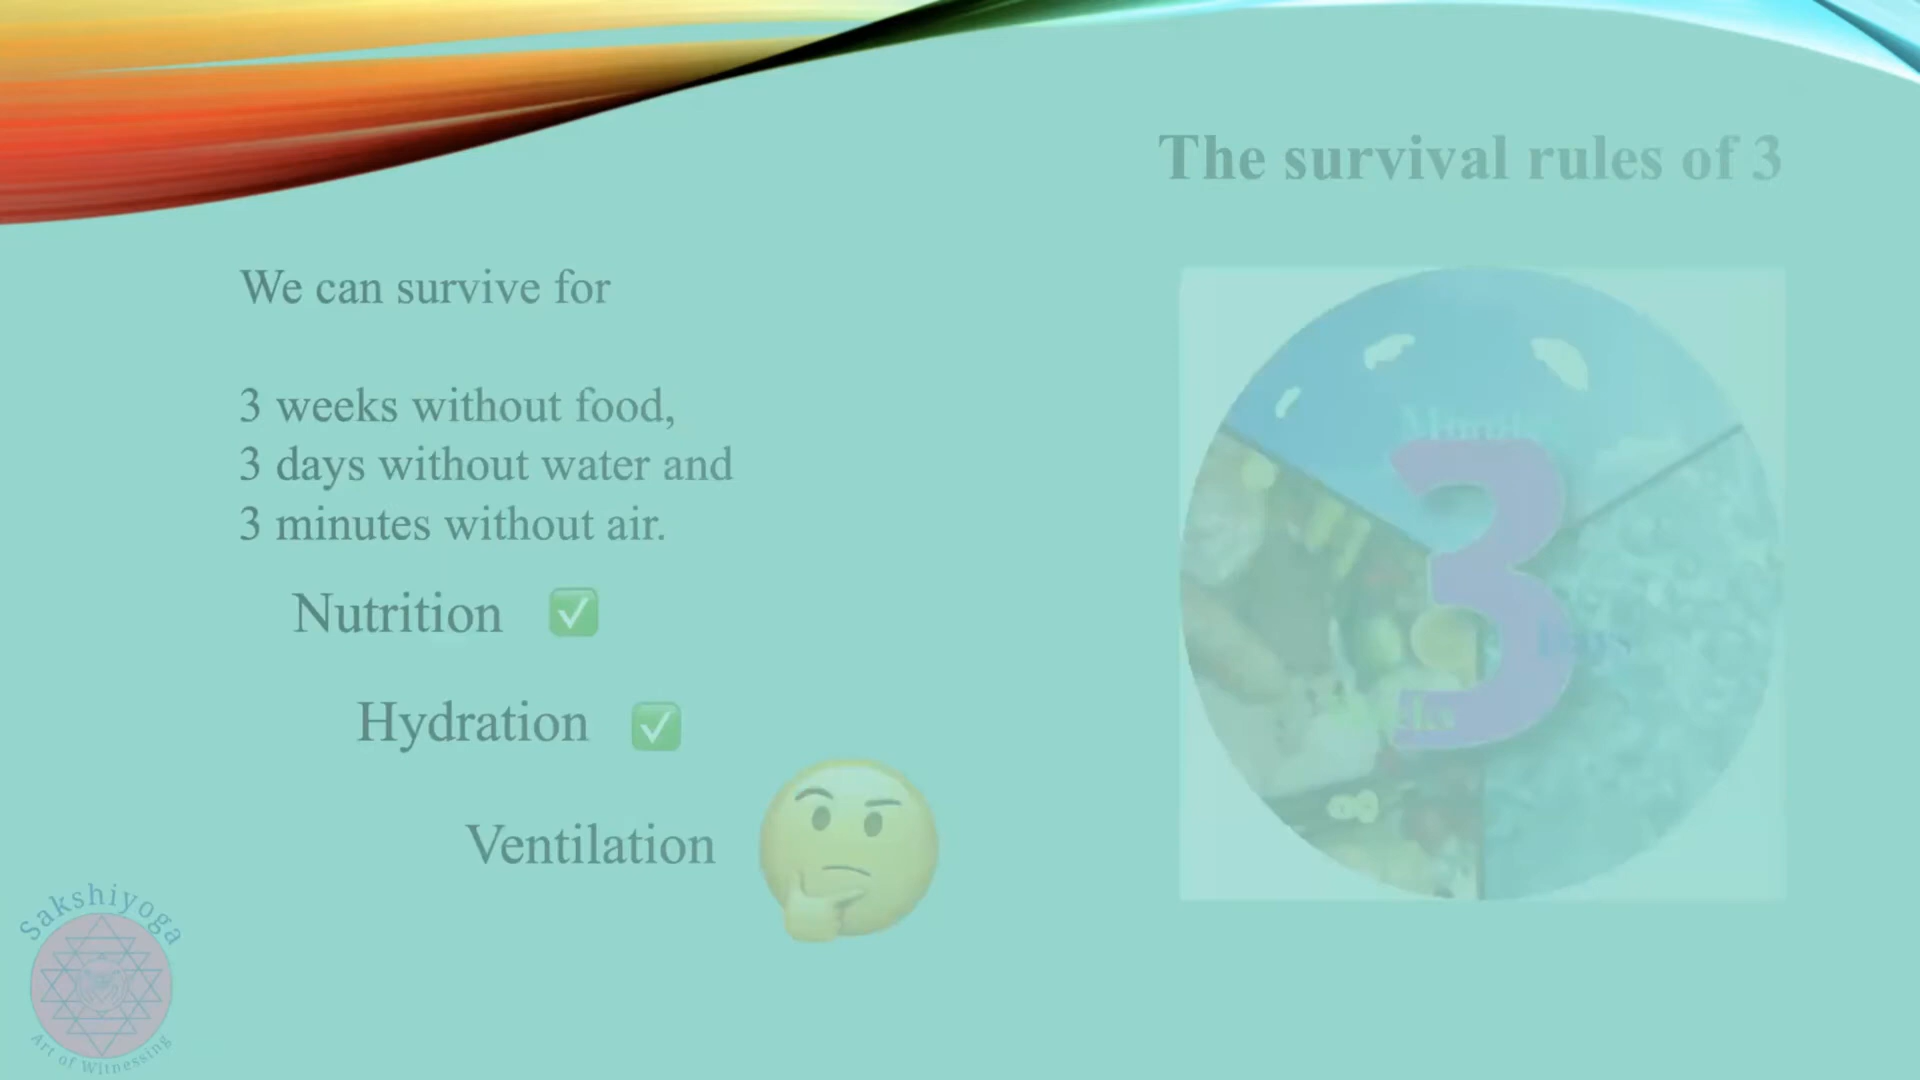 The survival rules of 3
We can survive for
3 weeks without food,
3 days without water and
3 minutes without air.
Nutrition
Hydration
Ventilation
3
Sakshiyoga
Art of Witnessing